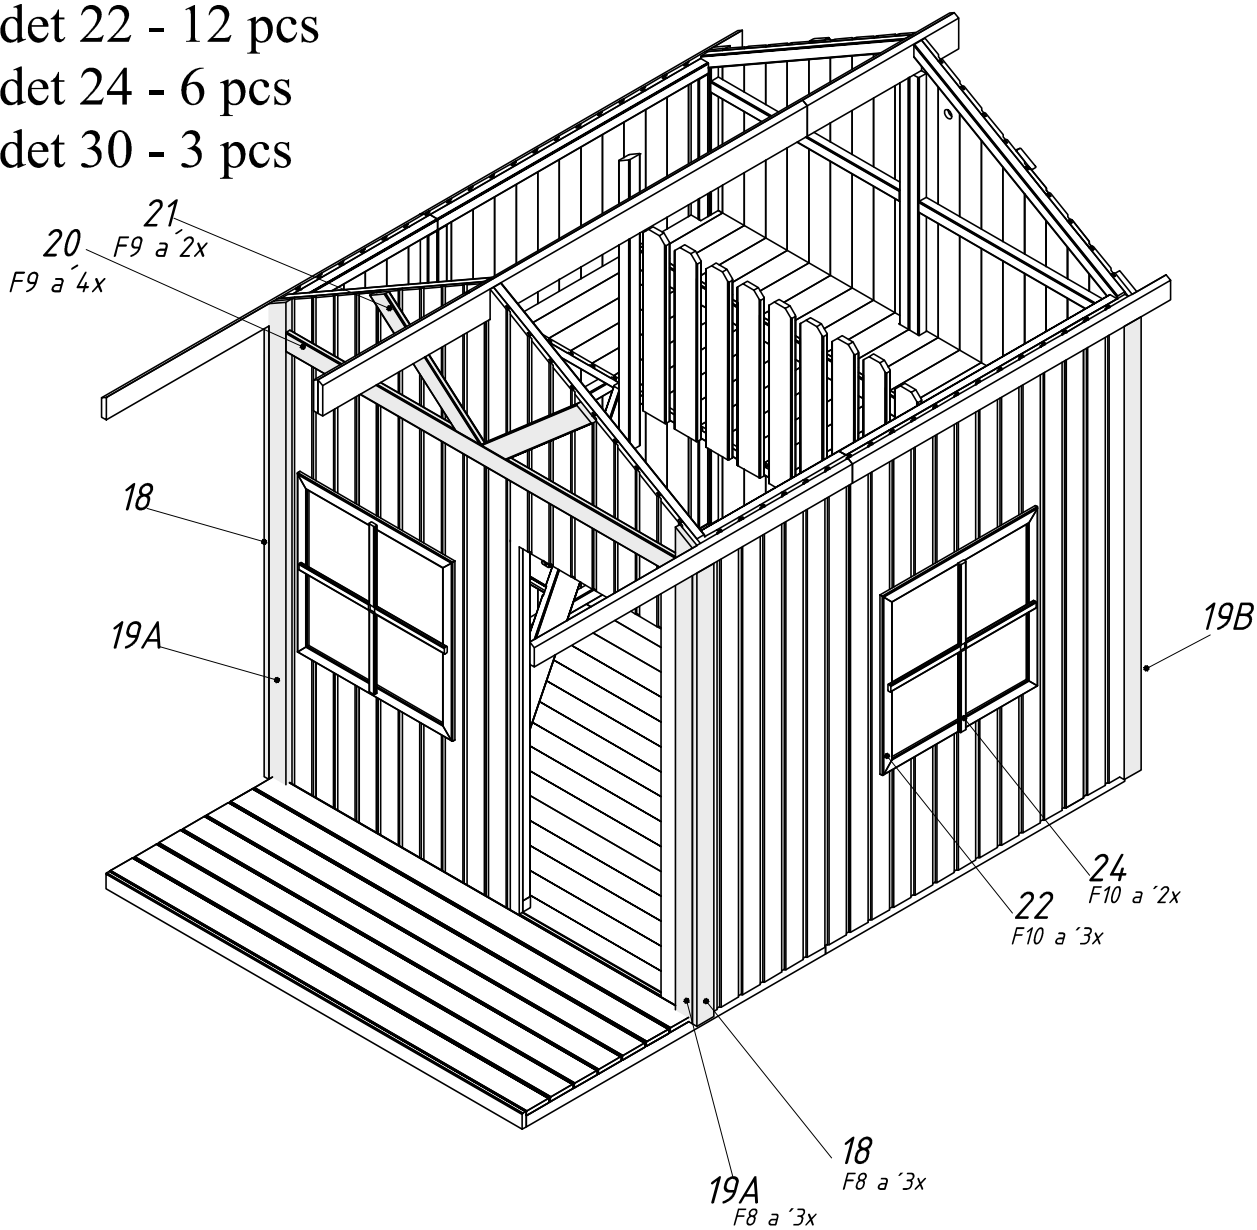 det 22 - 12 pcs
det 24 - 6 pcs
det 30 - 3 pcs
21
F9 a´2x
20
F9 a´4x
18
19A
19B
24
F10 a´2x
22
F10 a´3x
18
F8 a´3x
19A
F8 a´3x